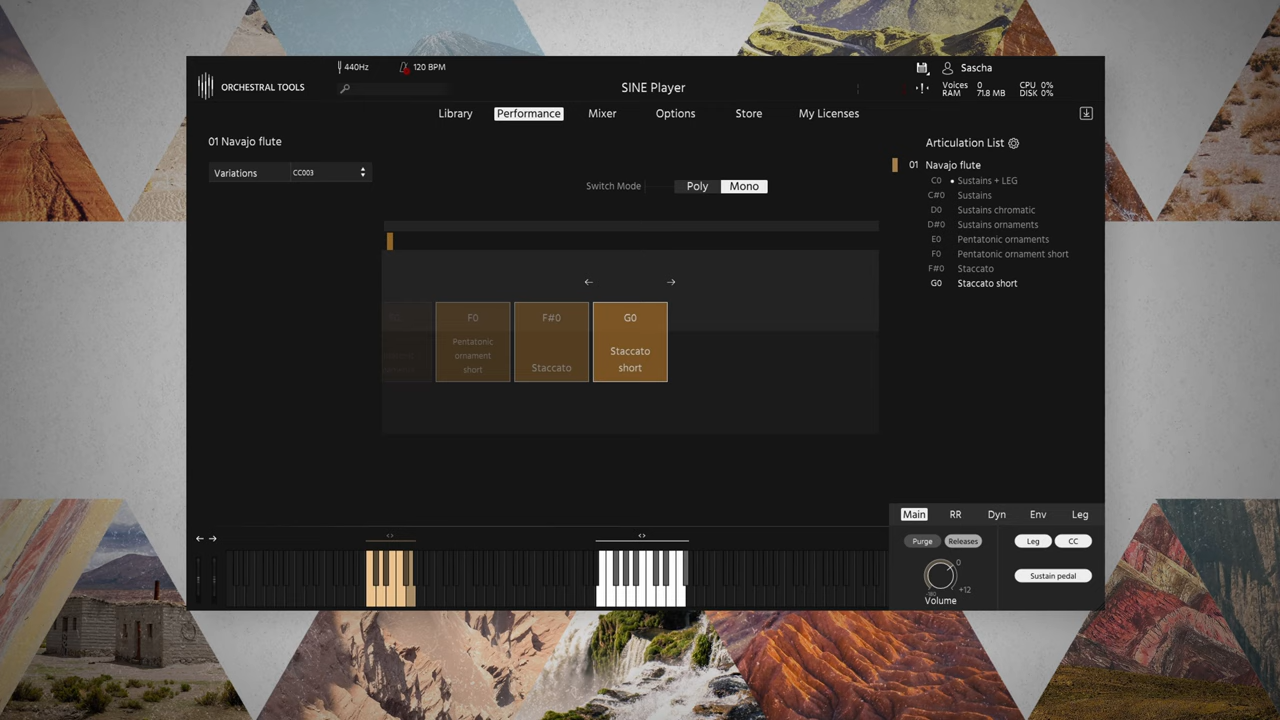 440Hz
120 BPM
Sascha
ORCHESTRAL TOOLS
SINE Player
Voices 0 CPU 0%
RAM 71.8 MB DISK 0%
Library Performance Mixer Options Store My Licenses
01 Navajo flute
Variations CC003
Switch Mode Poly Mono
Articulation List
01 Navajo flute
C0 • Sustains + LEG
C#0 Sustains
D0 Sustains chromatic
D#0 Sustains ornaments
E0 Pentatonic ornaments
F0 Pentatonic ornament short
F#0 Staccato
G0 Staccato short
F0
Pentatonic
ornament
short
F#0
Staccato
G0
Staccato
short
Main RR Dyn Env Leg
Purge Releases Leg CC
Sustain pedal
0
+12
Volume